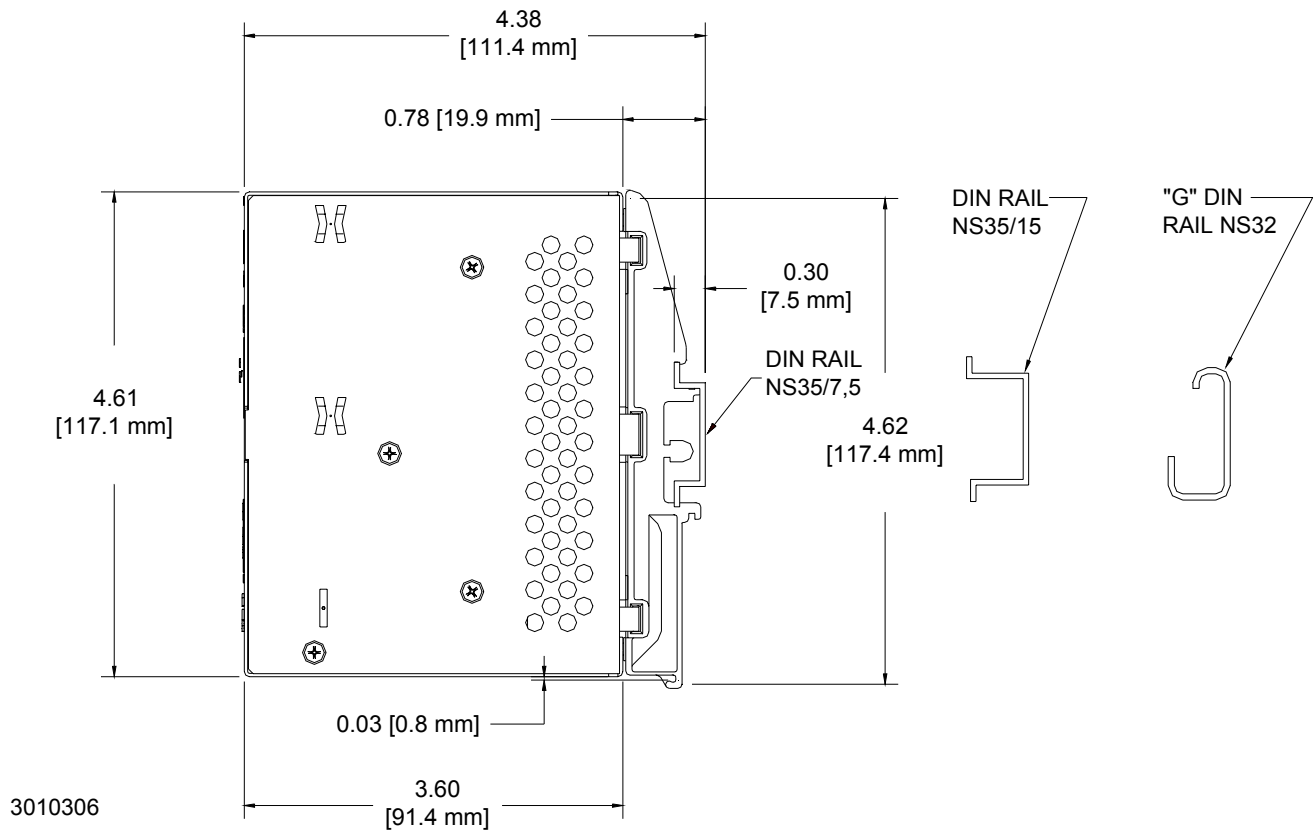 4.38
[111.4 mm]
0.78 [19.9 mm]
DIN RAIL
NS35/15
"G" DIN
RAIL NS32
0.30
[7.5 mm]
DIN RAIL
NS35/7,5
4.61
[117.1 mm]
4.62
[117.4 mm]
0.03 [0.8 mm]
3.60
[91.4 mm]
3010306